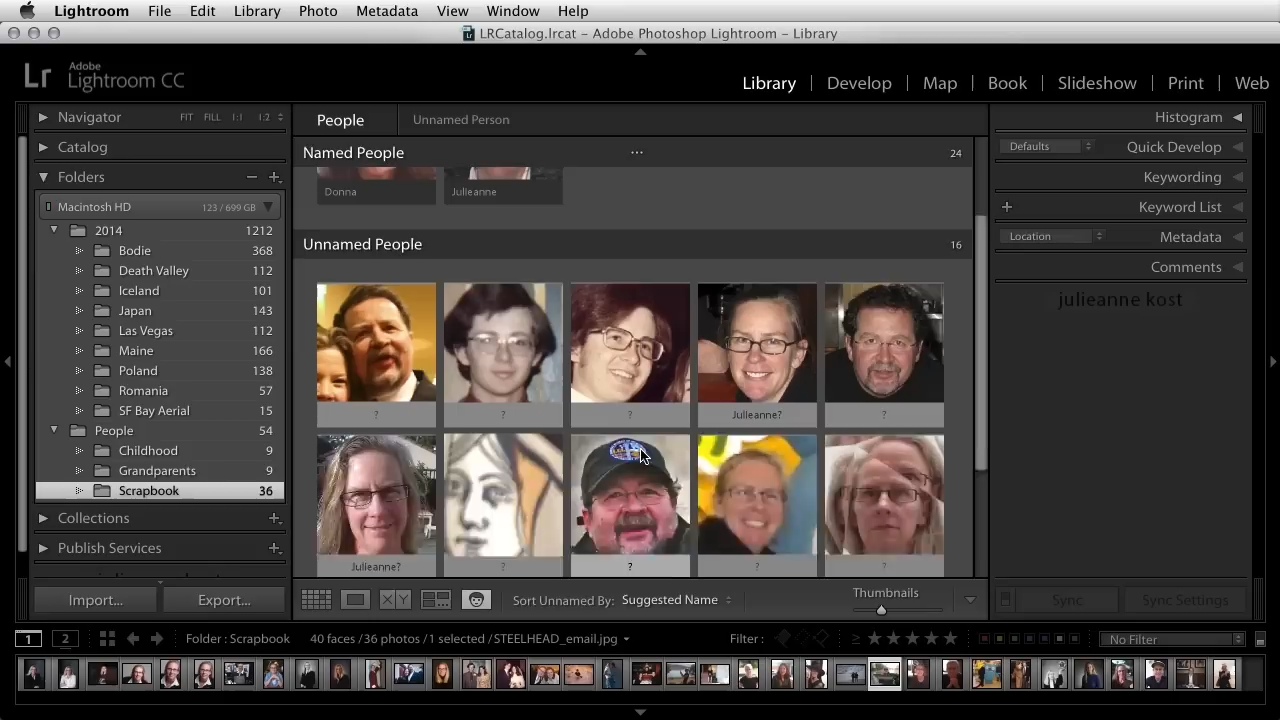 Lightroom File Edit Library Photo Metadata View Window Help
LRCatalog.lrcat – Adobe Photoshop Lightroom – Library
Lr Adobe Lightroom CC
Library Develop Map Book Slideshow Print Web
Navigator FIT FILL 1:1 1:2
Catalog
Folders
Macintosh HD 123 / 699 GB
2014 1212
Bodie 368
Death Valley 112
Iceland 101
Japan 143
Las Vegas 112
Maine 166
Poland 138
Romania 57
SF Bay Aerial 15
People 54
Childhood 9
Grandparents 9
Scrapbook 36
Collections
Publish Services
Import... Export...
People Unnamed Person
Named People 24
Donna Julieanne
Unnamed People 16
? ? ? Julieanne? ?
Julieanne? ? ? ? ?
X Y Sort Unnamed By: Suggested Name Thumbnails
Histogram
Defaults Quick Develop
Keywording
Keyword List
Location Metadata
Comments
julieanne kost
Sync Sync Settings
1 2 Folder : Scrapbook 40 faces /36 photos /1 selected /STEELHEAD_email.jpg Filter : No Filter